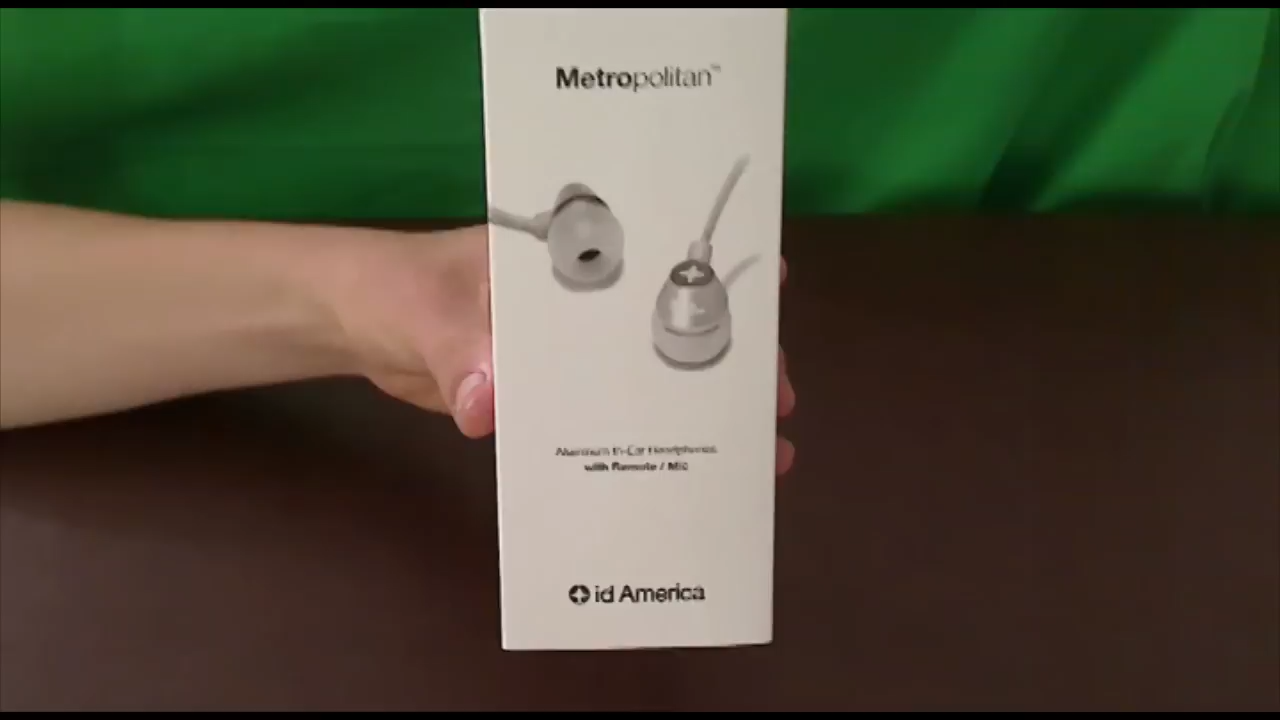 Metropolitan™
Aluminum In-Ear Headphones
with Remote / Mic
id America